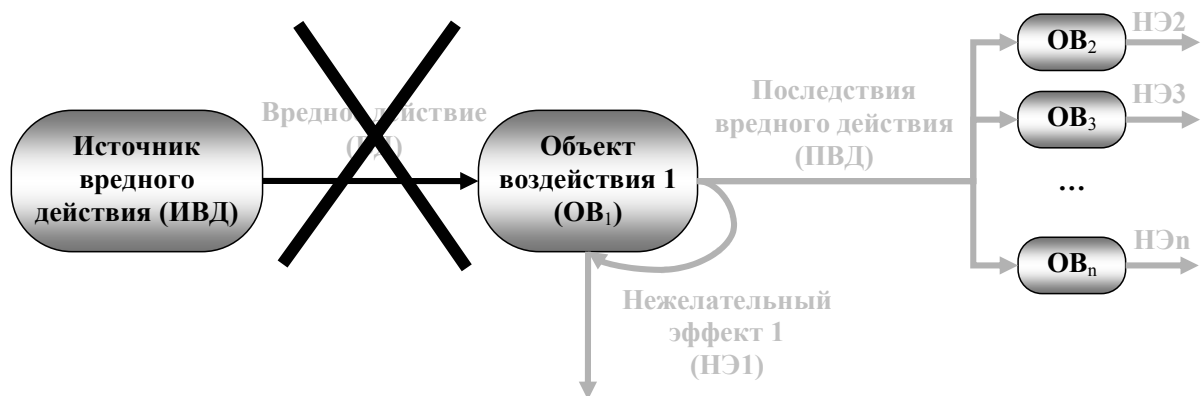 Источник
вредного
действия (ИВД)
Вредное действие
(ВД)
Объект
воздействия 1
(ОВ₁)
Последствия
вредного действия
(ПВД)
Нежелательный
эффект 1
(НЭ1)
ОВ₂
НЭ2
ОВ₃
НЭ3
...
ОВₙ
НЭn